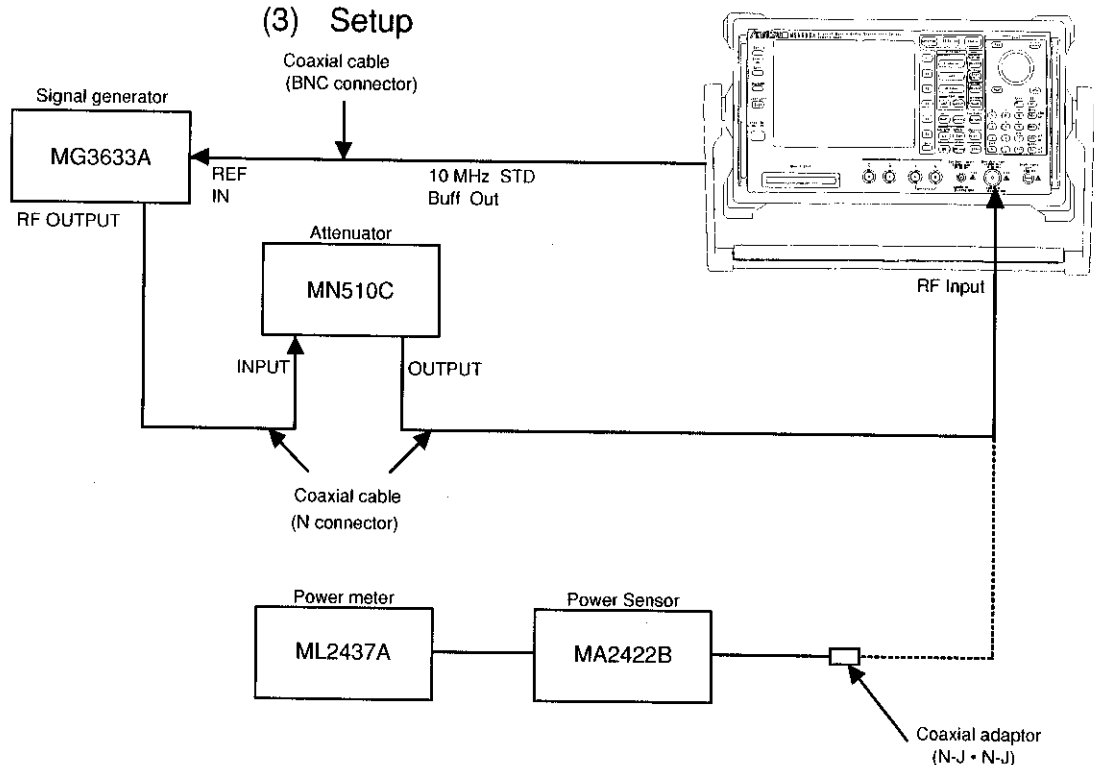 (3) Setup
Coaxial cable
(BNC connector)
Signal generator
MG3633A
REF
IN
10 MHz STD
Buff Out
RF OUTPUT
Attenuator
MN510C
INPUT
OUTPUT
RF Input
Coaxial cable
(N connector)
Power meter
ML2437A
Power Sensor
MA2422B
Coaxial adaptor
(N-J • N-J)